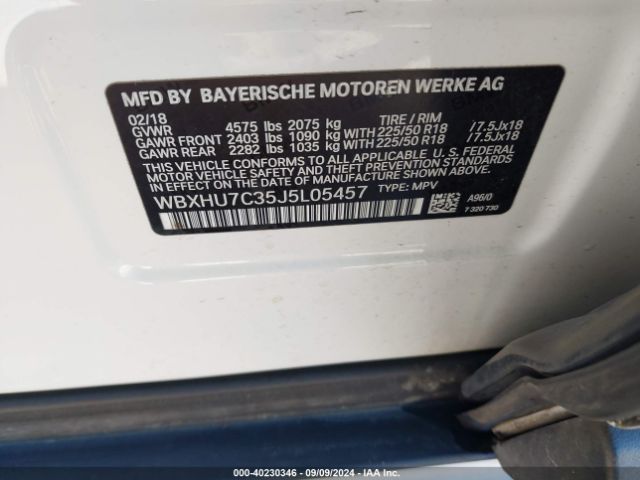 MFD BY BAYERISCHE MOTOREN WERKE AG
02/18
GVWR 4575 lbs 2075 kg TIRE / RIM
GAWR FRONT 2403 lbs 1090 kg WITH 225/50 R18 / 7.5Jx18
GAWR REAR 2282 lbs 1035 kg WITH 225/50 R18 / 7.5Jx18
THIS VEHICLE CONFORMS TO ALL APPLICABLE U. S. FEDERAL
MOTOR VEHICLE SAFETY AND THEFT PREVENTION STANDARDS
IN EFFECT ON THE DATE OF MANUFACTURE SHOWN ABOVE.
WBXHU7C35J5L05457 TYPE: MPV
A96/0
7 320 730
000-40230346 - 09/09/2024 - IAA Inc.